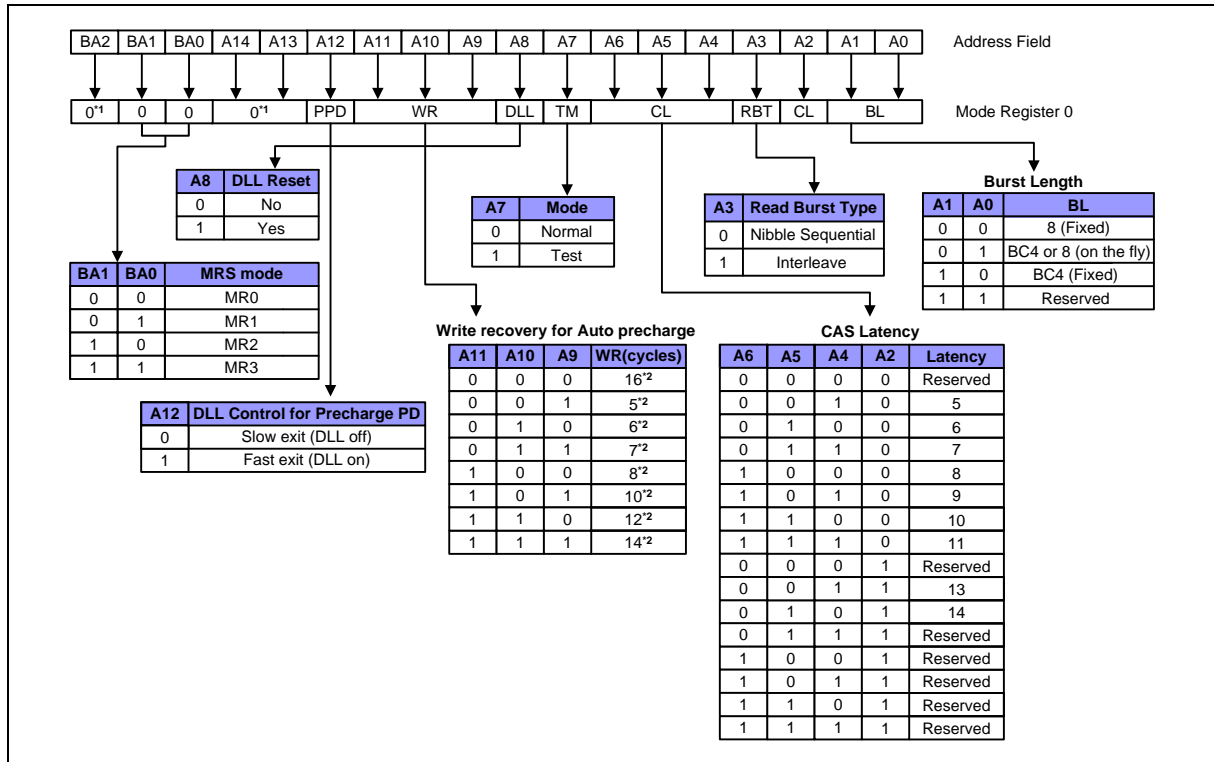 BA2 BA1 BA0 A14 A13 A12 A11 A10 A9 A8 A7 A6 A5 A4 A3 A2 A1 A0 Address Field
0*1 0 0 0*1 PPD WR DLL TM CL RBT CL BL Mode Register 0
A8 DLL Reset
0 No
1 Yes
A7 Mode
0 Normal
1 Test
A3 Read Burst Type
0 Nibble Sequential
1 Interleave
Burst Length
A1 A0 BL
0 0 8 (Fixed)
0 1 BC4 or 8 (on the fly)
1 0 BC4 (Fixed)
1 1 Reserved
BA1 BA0 MRS mode
0 0 MR0
0 1 MR1
1 0 MR2
1 1 MR3
A12 DLL Control for Precharge PD
0 Slow exit (DLL off)
1 Fast exit (DLL on)
Write recovery for Auto precharge
A11 A10 A9 WR(cycles)
0 0 0 16*2
0 0 1 5*2
0 1 0 6*2
0 1 1 7*2
1 0 0 8*2
1 0 1 10*2
1 1 0 12*2
1 1 1 14*2
CAS Latency
A6 A5 A4 A2 Latency
0 0 0 0 Reserved
0 0 1 0 5
0 1 0 0 6
0 1 1 0 7
1 0 0 0 8
1 0 1 0 9
1 1 0 0 10
1 1 1 0 11
0 0 0 1 Reserved
0 0 1 1 13
0 1 0 1 14
0 1 1 1 Reserved
1 0 0 1 Reserved
1 0 1 1 Reserved
1 1 0 1 Reserved
1 1 1 1 Reserved